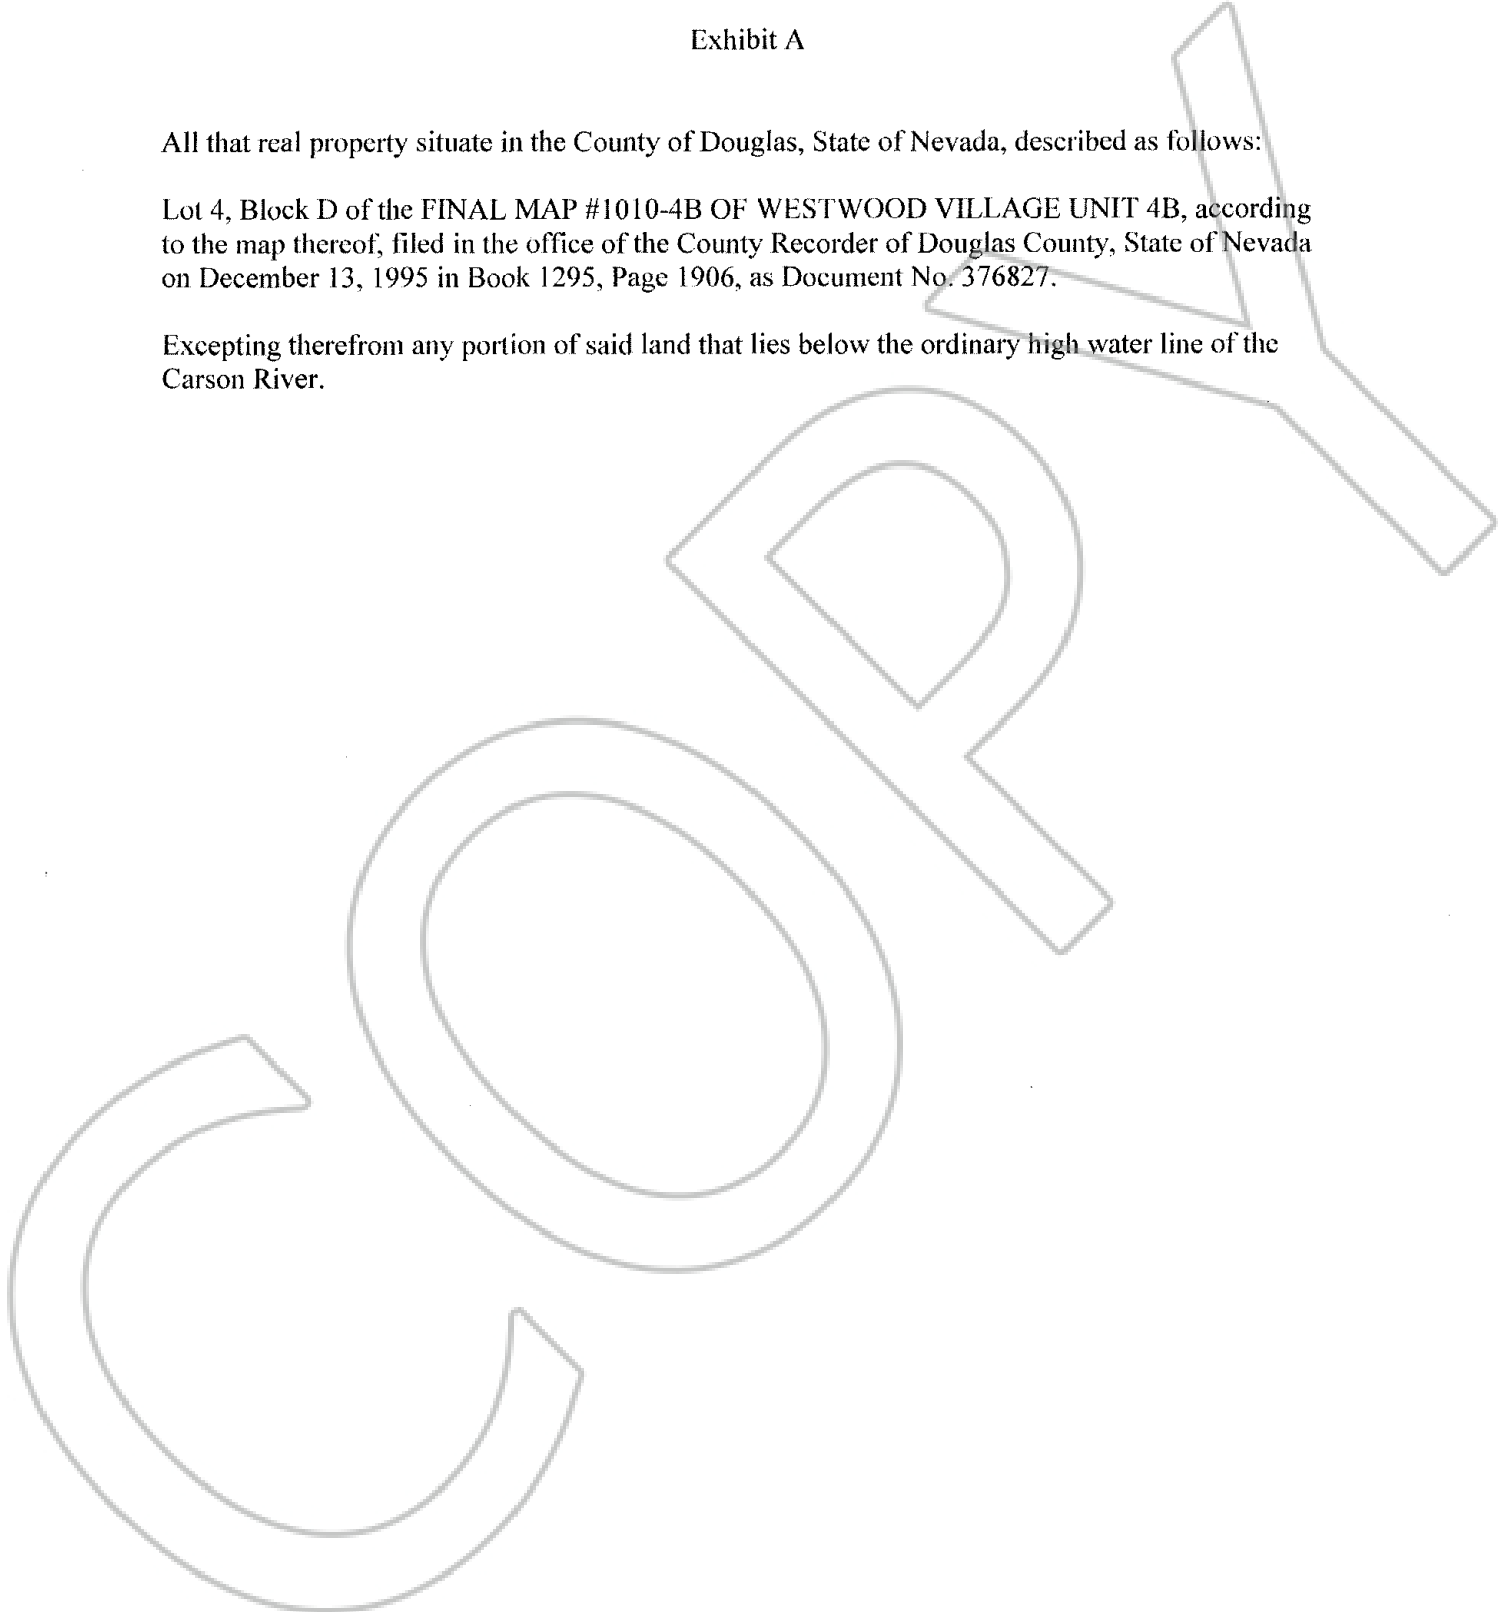 Exhibit A
All that real property situate in the County of Douglas, State of Nevada, described as follows:
Lot 4, Block D of the FINAL MAP #1010-4B OF WESTWOOD VILLAGE UNIT 4B, according
to the map thereof, filed in the office of the County Recorder of Douglas County, State of Nevada
on December 13, 1995 in Book 1295, Page 1906, as Document No. 376827.
Excepting therefrom any portion of said land that lies below the ordinary high water line of the
Carson River.
COPY